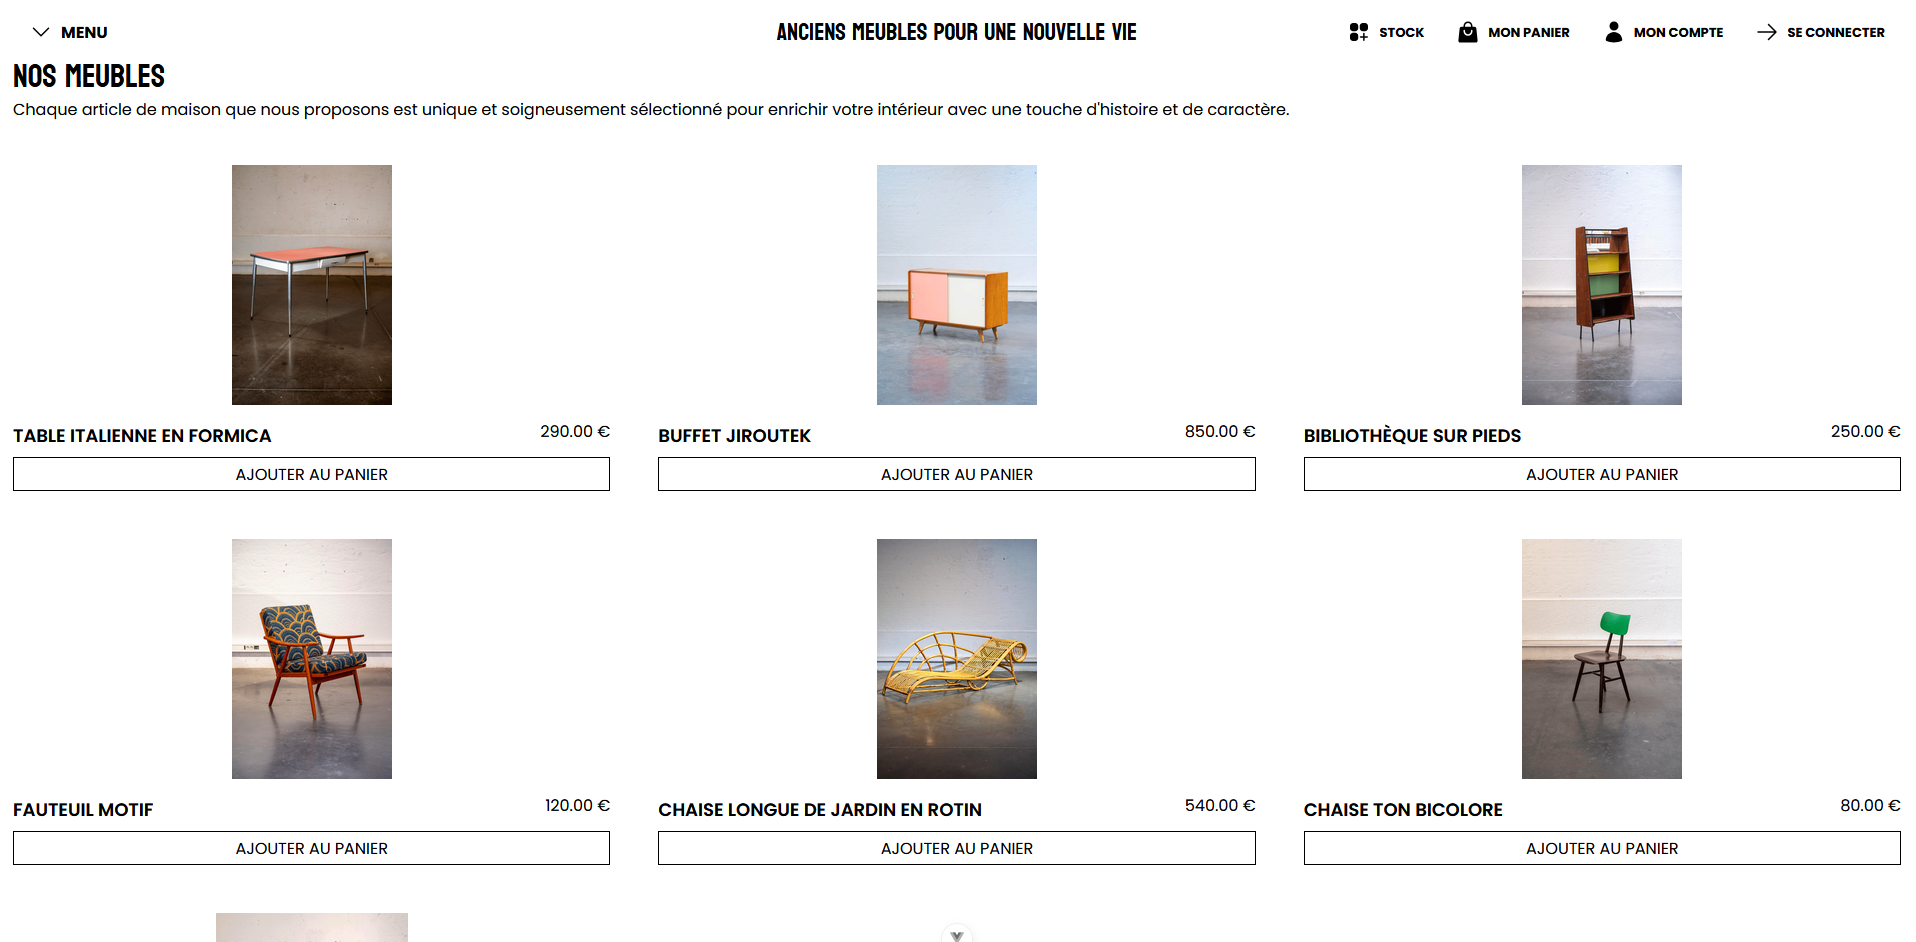 MENU
ANCIENS MEUBLES POUR UNE NOUVELLE VIE
STOCK
MON PANIER
MON COMPTE
SE CONNECTER
NOS MEUBLES
Chaque article de maison que nous proposons est unique et soigneusement sélectionné pour enrichir votre intérieur avec une touche d'histoire et de caractère.
TABLE ITALIENNE EN FORMICA
290.00 €
AJOUTER AU PANIER
BUFFET JIROUTEK
850.00 €
AJOUTER AU PANIER
BIBLIOTHÈQUE SUR PIEDS
250.00 €
AJOUTER AU PANIER
FAUTEUIL MOTIF
120.00 €
AJOUTER AU PANIER
CHAISE LONGUE DE JARDIN EN ROTIN
540.00 €
AJOUTER AU PANIER
CHAISE TON BICOLORE
80.00 €
AJOUTER AU PANIER